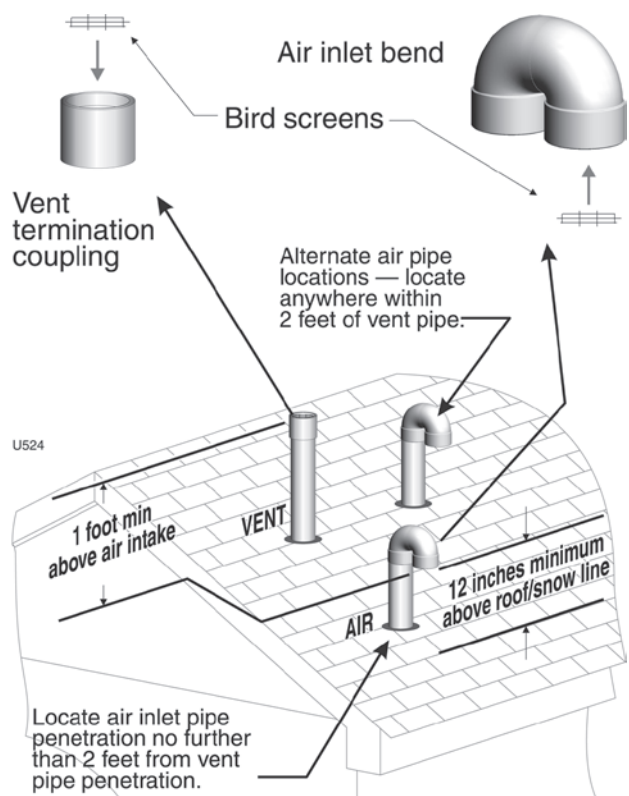 Air inlet bend
Bird screens
Vent
termination
coupling
Alternate air pipe
locations — locate
anywhere within
2 feet of vent pipe.
U524
1 foot min
above air intake
VENT
12 inches minimum
above roof/snow line
AIR
Locate air inlet pipe
penetration no further
than 2 feet from vent
pipe penetration.